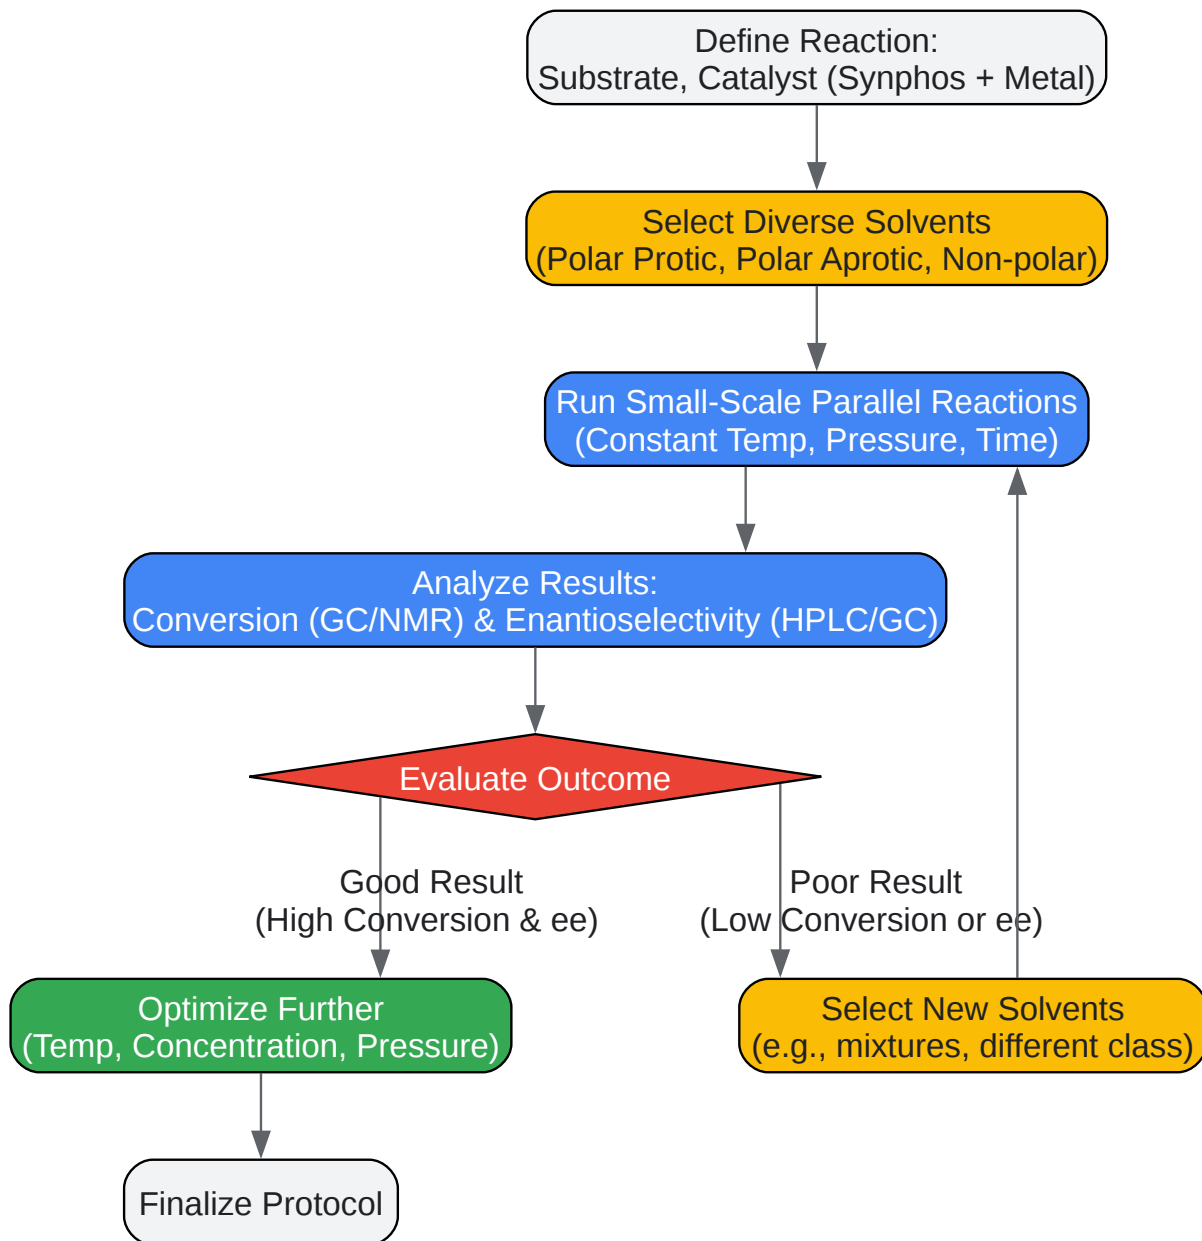 Define Reaction:
Substrate, Catalyst (Synphos + Metal)
Select Diverse Solvents
(Polar Protic, Polar Aprotic, Non-polar)
Run Small-Scale Parallel Reactions
(Constant Temp, Pressure, Time)
Analyze Results:
Conversion (GC/NMR) & Enantioselectivity (HPLC/GC)
Evaluate Outcome
Good Result
(High Conversion & ee)
Poor Result
(Low Conversion or ee)
Optimize Further
(Temp, Concentration, Pressure)
Select New Solvents
(e.g., mixtures, different class)
Finalize Protocol